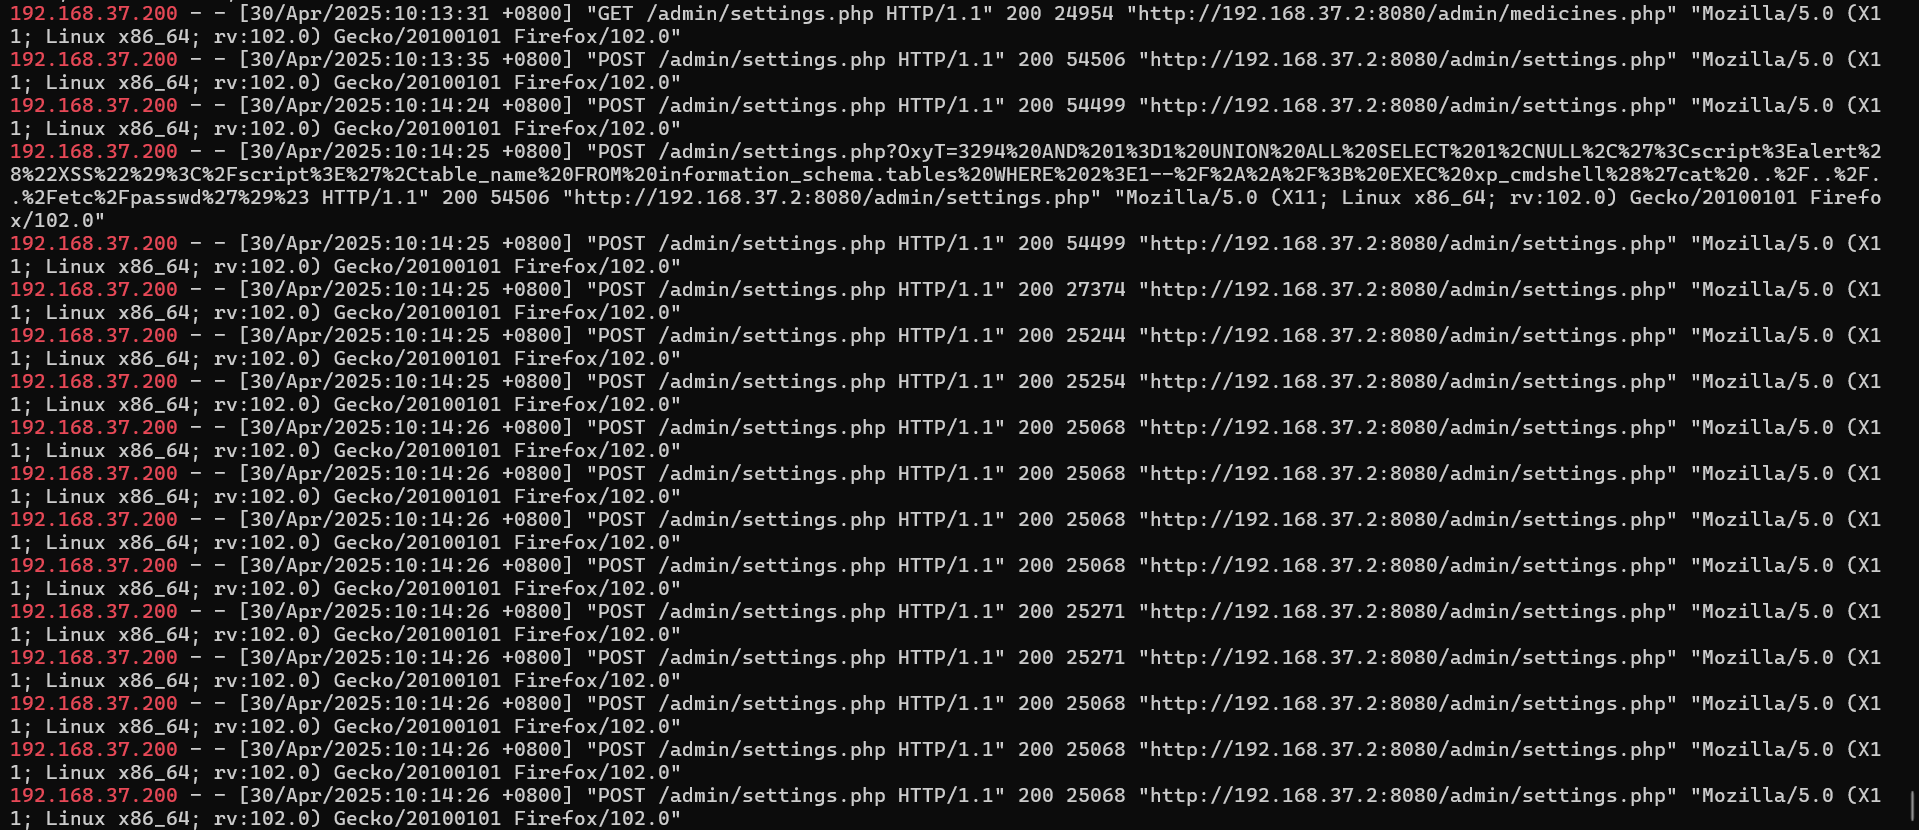 192.168.37.200 - - [30/Apr/2025:10:13:31 +0800] "GET /admin/settings.php HTTP/1.1" 200 24954 "http://192.168.37.2:8080/admin/medicines.php" "Mozilla/5.0 (X1
1; Linux x86_64; rv:102.0) Gecko/20100101 Firefox/102.0"
192.168.37.200 - - [30/Apr/2025:10:13:35 +0800] "POST /admin/settings.php HTTP/1.1" 200 54506 "http://192.168.37.2:8080/admin/settings.php" "Mozilla/5.0 (X1
1; Linux x86_64; rv:102.0) Gecko/20100101 Firefox/102.0"
192.168.37.200 - - [30/Apr/2025:10:14:24 +0800] "POST /admin/settings.php HTTP/1.1" 200 54499 "http://192.168.37.2:8080/admin/settings.php" "Mozilla/5.0 (X1
1; Linux x86_64; rv:102.0) Gecko/20100101 Firefox/102.0"
192.168.37.200 - - [30/Apr/2025:10:14:25 +0800] "POST /admin/settings.php?OxyT=3294%20AND%201%3D1%20UNION%20ALL%20SELECT%201%2CNULL%2C%27%3Cscript%3Ealert%2
8%22XSS%22%29%3C%2Fscript%3E%27%2Ctable_name%20FROM%20information_schema.tables%20WHERE%202%3E1--%2F%2A%2A%2F%3B%20EXEC%20xp_cmdshell%28%27cat%20..%2F..%2F.
.%2Fetc%2Fpasswd%27%29%23 HTTP/1.1" 200 54506 "http://192.168.37.2:8080/admin/settings.php" "Mozilla/5.0 (X11; Linux x86_64; rv:102.0) Gecko/20100101 Firefo
x/102.0"
192.168.37.200 - - [30/Apr/2025:10:14:25 +0800] "POST /admin/settings.php HTTP/1.1" 200 54499 "http://192.168.37.2:8080/admin/settings.php" "Mozilla/5.0 (X1
1; Linux x86_64; rv:102.0) Gecko/20100101 Firefox/102.0"
192.168.37.200 - - [30/Apr/2025:10:14:25 +0800] "POST /admin/settings.php HTTP/1.1" 200 27374 "http://192.168.37.2:8080/admin/settings.php" "Mozilla/5.0 (X1
1; Linux x86_64; rv:102.0) Gecko/20100101 Firefox/102.0"
192.168.37.200 - - [30/Apr/2025:10:14:25 +0800] "POST /admin/settings.php HTTP/1.1" 200 25244 "http://192.168.37.2:8080/admin/settings.php" "Mozilla/5.0 (X1
1; Linux x86_64; rv:102.0) Gecko/20100101 Firefox/102.0"
192.168.37.200 - - [30/Apr/2025:10:14:25 +0800] "POST /admin/settings.php HTTP/1.1" 200 25254 "http://192.168.37.2:8080/admin/settings.php" "Mozilla/5.0 (X1
1; Linux x86_64; rv:102.0) Gecko/20100101 Firefox/102.0"
192.168.37.200 - - [30/Apr/2025:10:14:26 +0800] "POST /admin/settings.php HTTP/1.1" 200 25068 "http://192.168.37.2:8080/admin/settings.php" "Mozilla/5.0 (X1
1; Linux x86_64; rv:102.0) Gecko/20100101 Firefox/102.0"
192.168.37.200 - - [30/Apr/2025:10:14:26 +0800] "POST /admin/settings.php HTTP/1.1" 200 25068 "http://192.168.37.2:8080/admin/settings.php" "Mozilla/5.0 (X1
1; Linux x86_64; rv:102.0) Gecko/20100101 Firefox/102.0"
192.168.37.200 - - [30/Apr/2025:10:14:26 +0800] "POST /admin/settings.php HTTP/1.1" 200 25068 "http://192.168.37.2:8080/admin/settings.php" "Mozilla/5.0 (X1
1; Linux x86_64; rv:102.0) Gecko/20100101 Firefox/102.0"
192.168.37.200 - - [30/Apr/2025:10:14:26 +0800] "POST /admin/settings.php HTTP/1.1" 200 25068 "http://192.168.37.2:8080/admin/settings.php" "Mozilla/5.0 (X1
1; Linux x86_64; rv:102.0) Gecko/20100101 Firefox/102.0"
192.168.37.200 - - [30/Apr/2025:10:14:26 +0800] "POST /admin/settings.php HTTP/1.1" 200 25271 "http://192.168.37.2:8080/admin/settings.php" "Mozilla/5.0 (X1
1; Linux x86_64; rv:102.0) Gecko/20100101 Firefox/102.0"
192.168.37.200 - - [30/Apr/2025:10:14:26 +0800] "POST /admin/settings.php HTTP/1.1" 200 25271 "http://192.168.37.2:8080/admin/settings.php" "Mozilla/5.0 (X1
1; Linux x86_64; rv:102.0) Gecko/20100101 Firefox/102.0"
192.168.37.200 - - [30/Apr/2025:10:14:26 +0800] "POST /admin/settings.php HTTP/1.1" 200 25068 "http://192.168.37.2:8080/admin/settings.php" "Mozilla/5.0 (X1
1; Linux x86_64; rv:102.0) Gecko/20100101 Firefox/102.0"
192.168.37.200 - - [30/Apr/2025:10:14:26 +0800] "POST /admin/settings.php HTTP/1.1" 200 25068 "http://192.168.37.2:8080/admin/settings.php" "Mozilla/5.0 (X1
1; Linux x86_64; rv:102.0) Gecko/20100101 Firefox/102.0"
192.168.37.200 - - [30/Apr/2025:10:14:26 +0800] "POST /admin/settings.php HTTP/1.1" 200 25068 "http://192.168.37.2:8080/admin/settings.php" "Mozilla/5.0 (X1
1; Linux x86_64; rv:102.0) Gecko/20100101 Firefox/102.0"